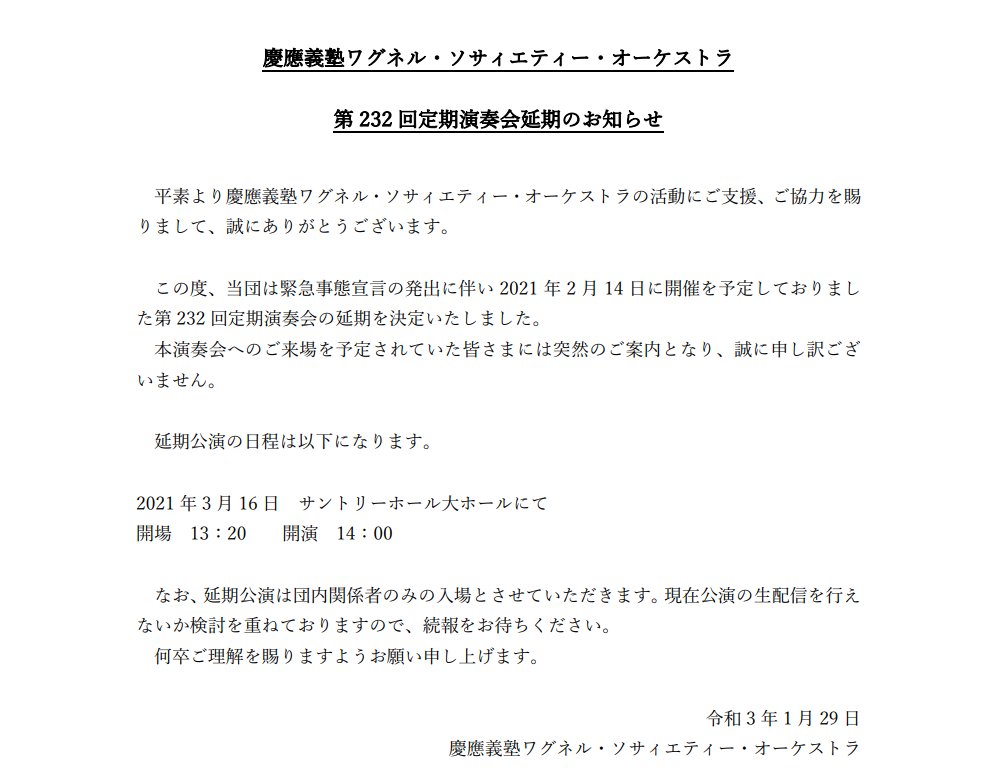 慶應義塾ワグネル・ソサィエティー・オーケストラ
第 232 回定期演奏会延期のお知らせ
平素より慶應義塾ワグネル・ソサィエティー・オーケストラの活動にご支援、ご協力を賜
りまして、誠にありがとうございます。
この度、当団は緊急事態宣言の発出に伴い 2021 年 2 月 14 日に開催を予定しておりまし
た第 232 回定期演奏会の延期を決定いたしました。
本演奏会へのご来場を予定されていた皆さまには突然のご案内となり、誠に申し訳ござ
いません。
延期公演の日程は以下になります。
2021 年 3 月 16 日　サントリーホール大ホールにて
開場　13：20　　開演　14：00
なお、延期公演は団内関係者のみの入場とさせていただきます。現在公演の生配信を行え
ないか検討を重ねておりますので、続報をお待ちください。
何卒ご理解を賜りますようお願い申し上げます。
令和 3 年 1 月 29 日
慶應義塾ワグネル・ソサィエティー・オーケストラ